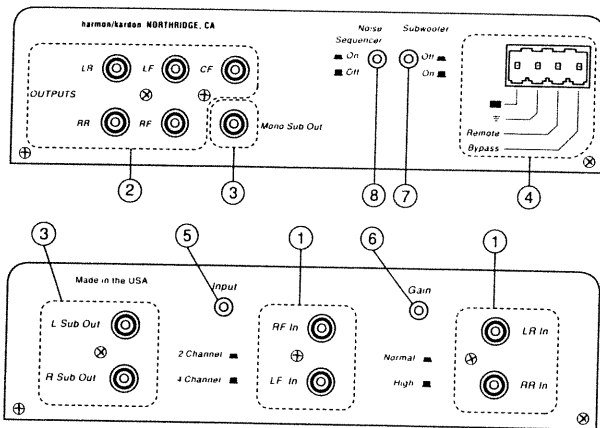 harmon/kardon NORTHRIDGE, CA
Noise Sequencer
Subwoofer
On
Off
Off
On
LR
LF
CF
OUTPUTS
RR
RF
Mono Sub Out
Remote
Bypass
2
3
8
7
4
3
5
1
6
1
Made in the USA
Input
Gain
L Sub Out
RF In
LR In
2 Channel
Normal
R Sub Out
4 Channel
LF In
High
RR In